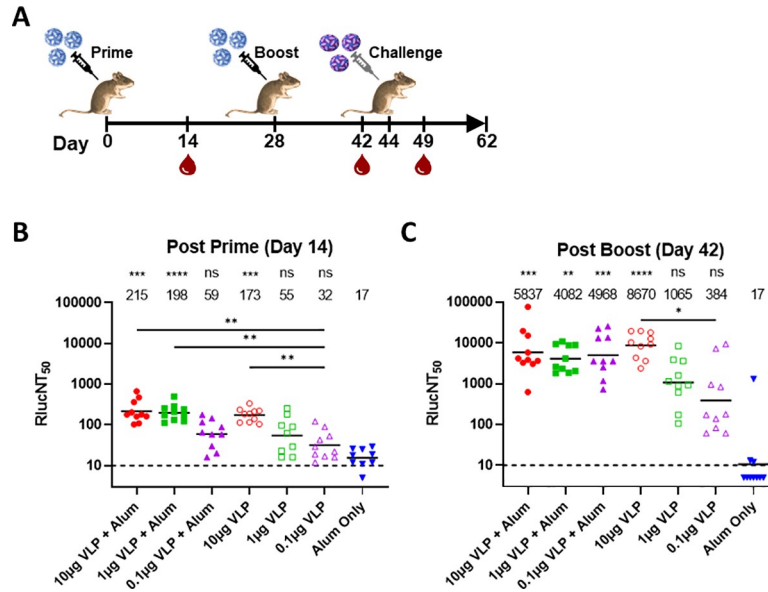 A
Prime
Boost
Challenge
Day 0 14 28 42 44 49 62
B
Post Prime (Day 14)
*** **** ns *** ns ns
215 198 59 173 55 32 17
RlucNT50
100000
10000
1000
100
10
**
**
**
10µg VLP + Alum
1µg VLP + Alum
0.1µg VLP + Alum
10µg VLP
1µg VLP
0.1µg VLP
Alum Only
C
Post Boost (Day 42)
*** ** *** **** ns ns
5837 4082 4968 8670 1065 384 17
RlucNT50
100000
10000
1000
100
10
*
10µg VLP + Alum
1µg VLP + Alum
0.1µg VLP + Alum
10µg VLP
1µg VLP
0.1µg VLP
Alum Only